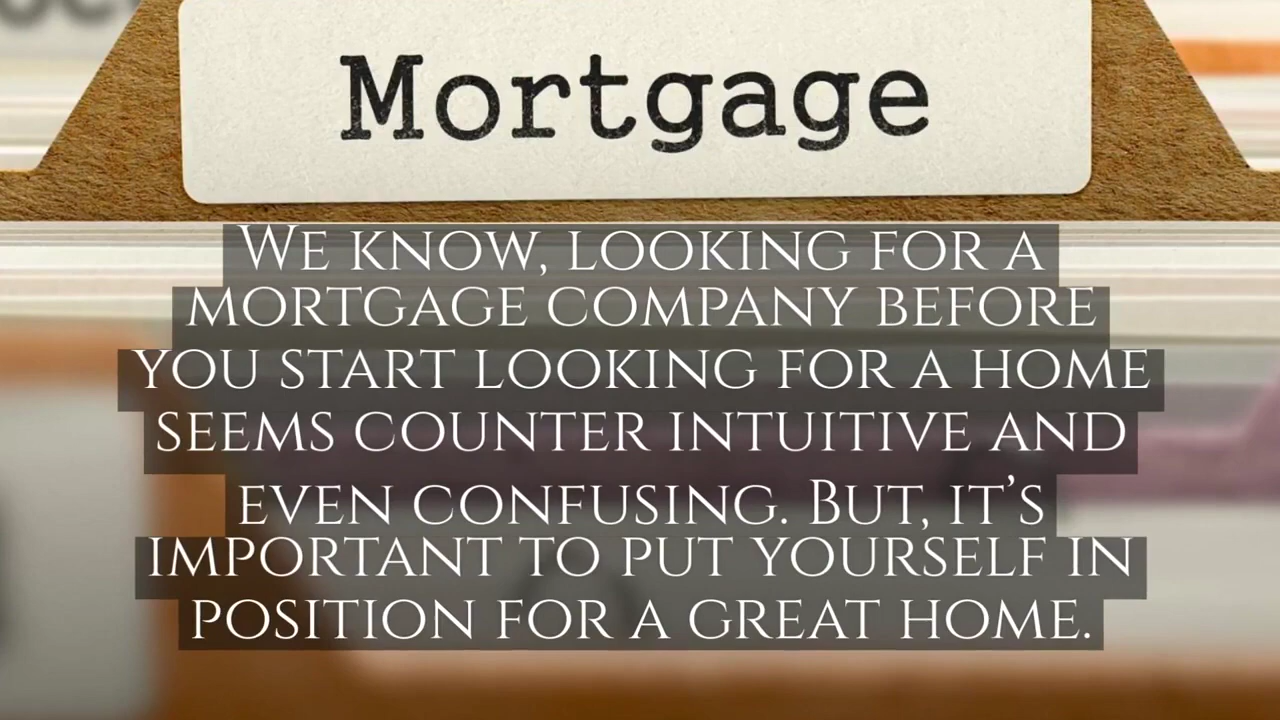 Mortgage
We know, looking for a
mortgage company before
you start looking for a home
seems counter intuitive and
even confusing. But, it's
important to put yourself in
position for a great home.